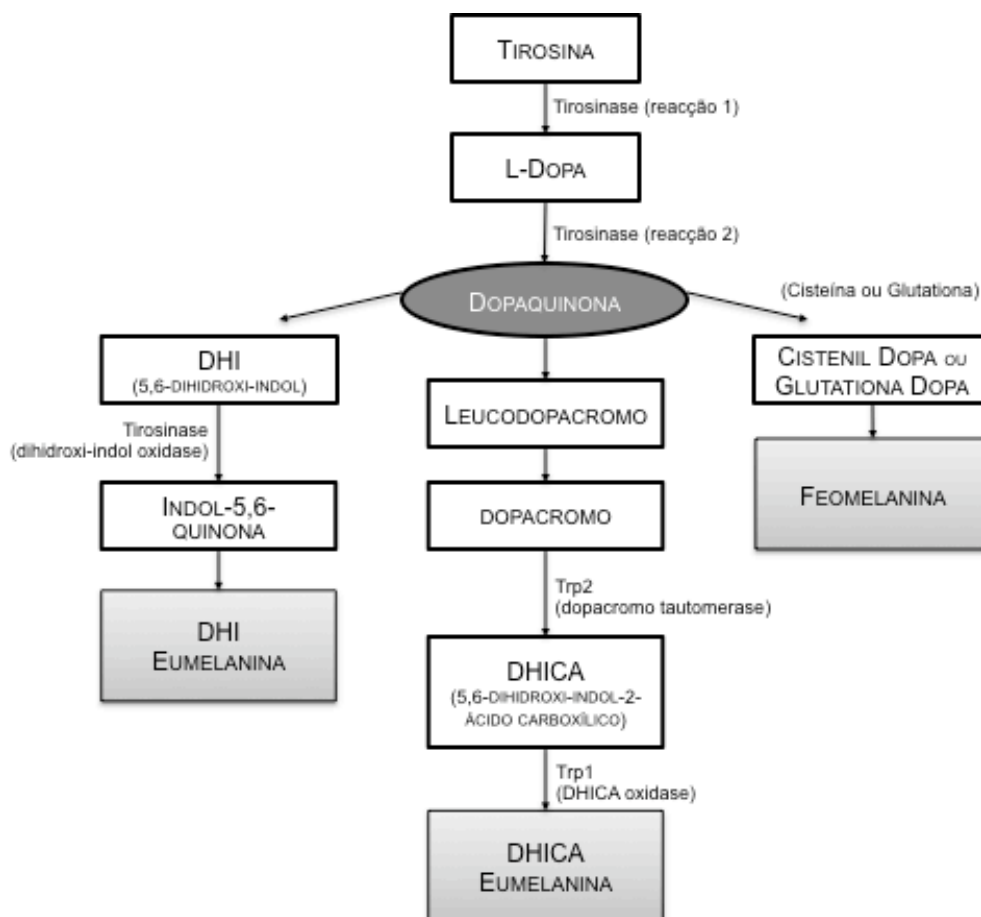 TIROSINA
Tirosinase (reacção 1)
L-DOPA
Tirosinase (reacção 2)
DOPAQUINONA
(Cisteína ou Glutationa)
DHI
(5,6-DIHIDROXI-INDOL)
Tirosinase
(dihidroxi-indol oxidase)
INDOL-5,6-
QUINONA
DHI
EUMELANINA
LEUCODOPACROMO
DOPACROMO
Trp2
(dopacromo tautomerase)
DHICA
(5,6-DIHIDROXI-INDOL-2-
ÁCIDO CARBOXÍLICO)
Trp1
(DHICA oxidase)
DHICA
EUMELANINA
CISTENIL DOPA OU
GLUTATIONA DOPA
FEOMELANINA